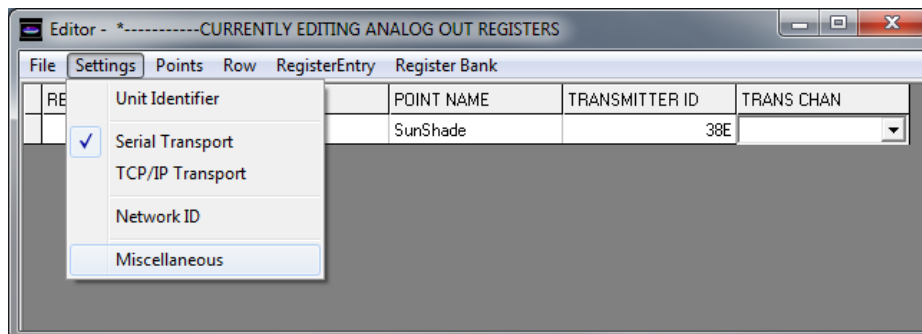 Editor - *-----------CURRENTLY EDITING ANALOG OUT REGISTERS
File Settings Points Row RegisterEntry Register Bank
RE POINT NAME TRANSMITTER ID TRANS CHAN
SunShade 38E
Unit Identifier
Serial Transport
TCP/IP Transport
Network ID
Miscellaneous